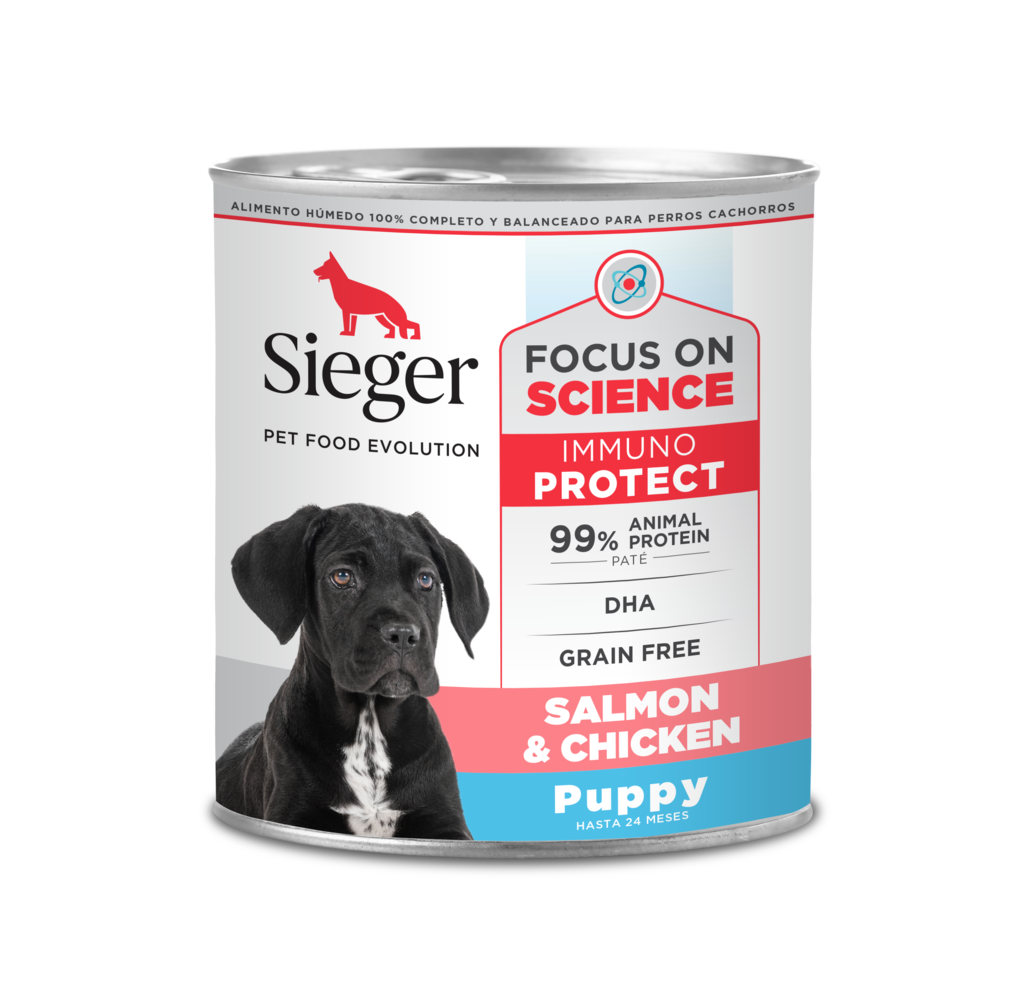 ALIMENTO HÚMEDO 100% COMPLETO Y BALANCEADO PARA PERROS CACHORROS
Sieger
PET FOOD EVOLUTION
FOCUS ON
SCIENCE
IMMUNO
PROTECT
99% ANIMAL
PROTEIN
PATÉ
DHA
GRAIN FREE
SALMON
& CHICKEN
Puppy
HASTA 24 MESES